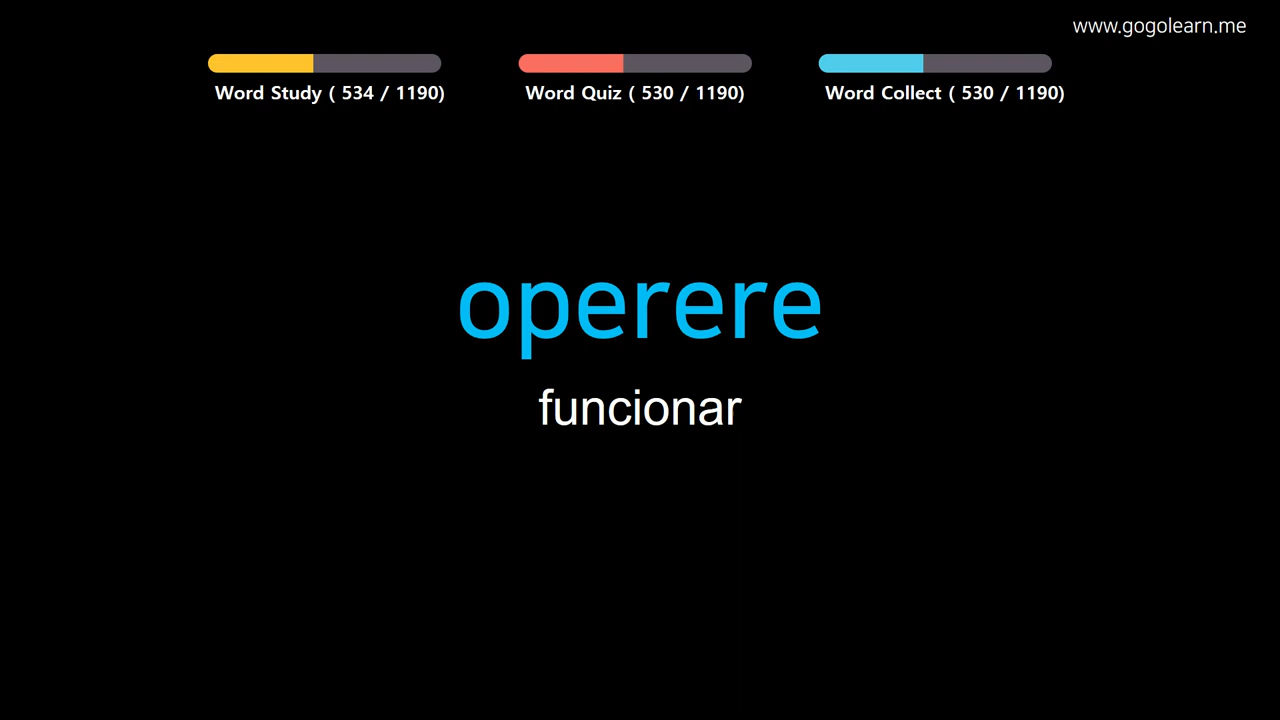 www.gogolearn.me
Word Study ( 534 / 1190)
Word Quiz ( 530 / 1190)
Word Collect ( 530 / 1190)
operere
funcionar